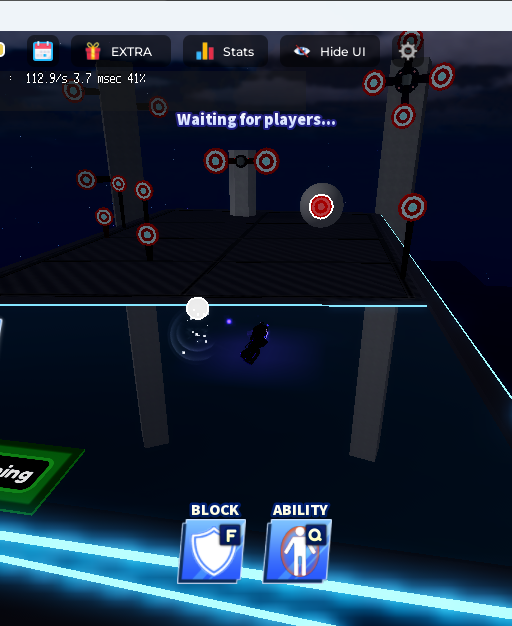 EXTRA
Stats
Hide UI
: 112.9/s 3.7 msec 41%
Waiting for players...
BLOCK
ABILITY
F
Q